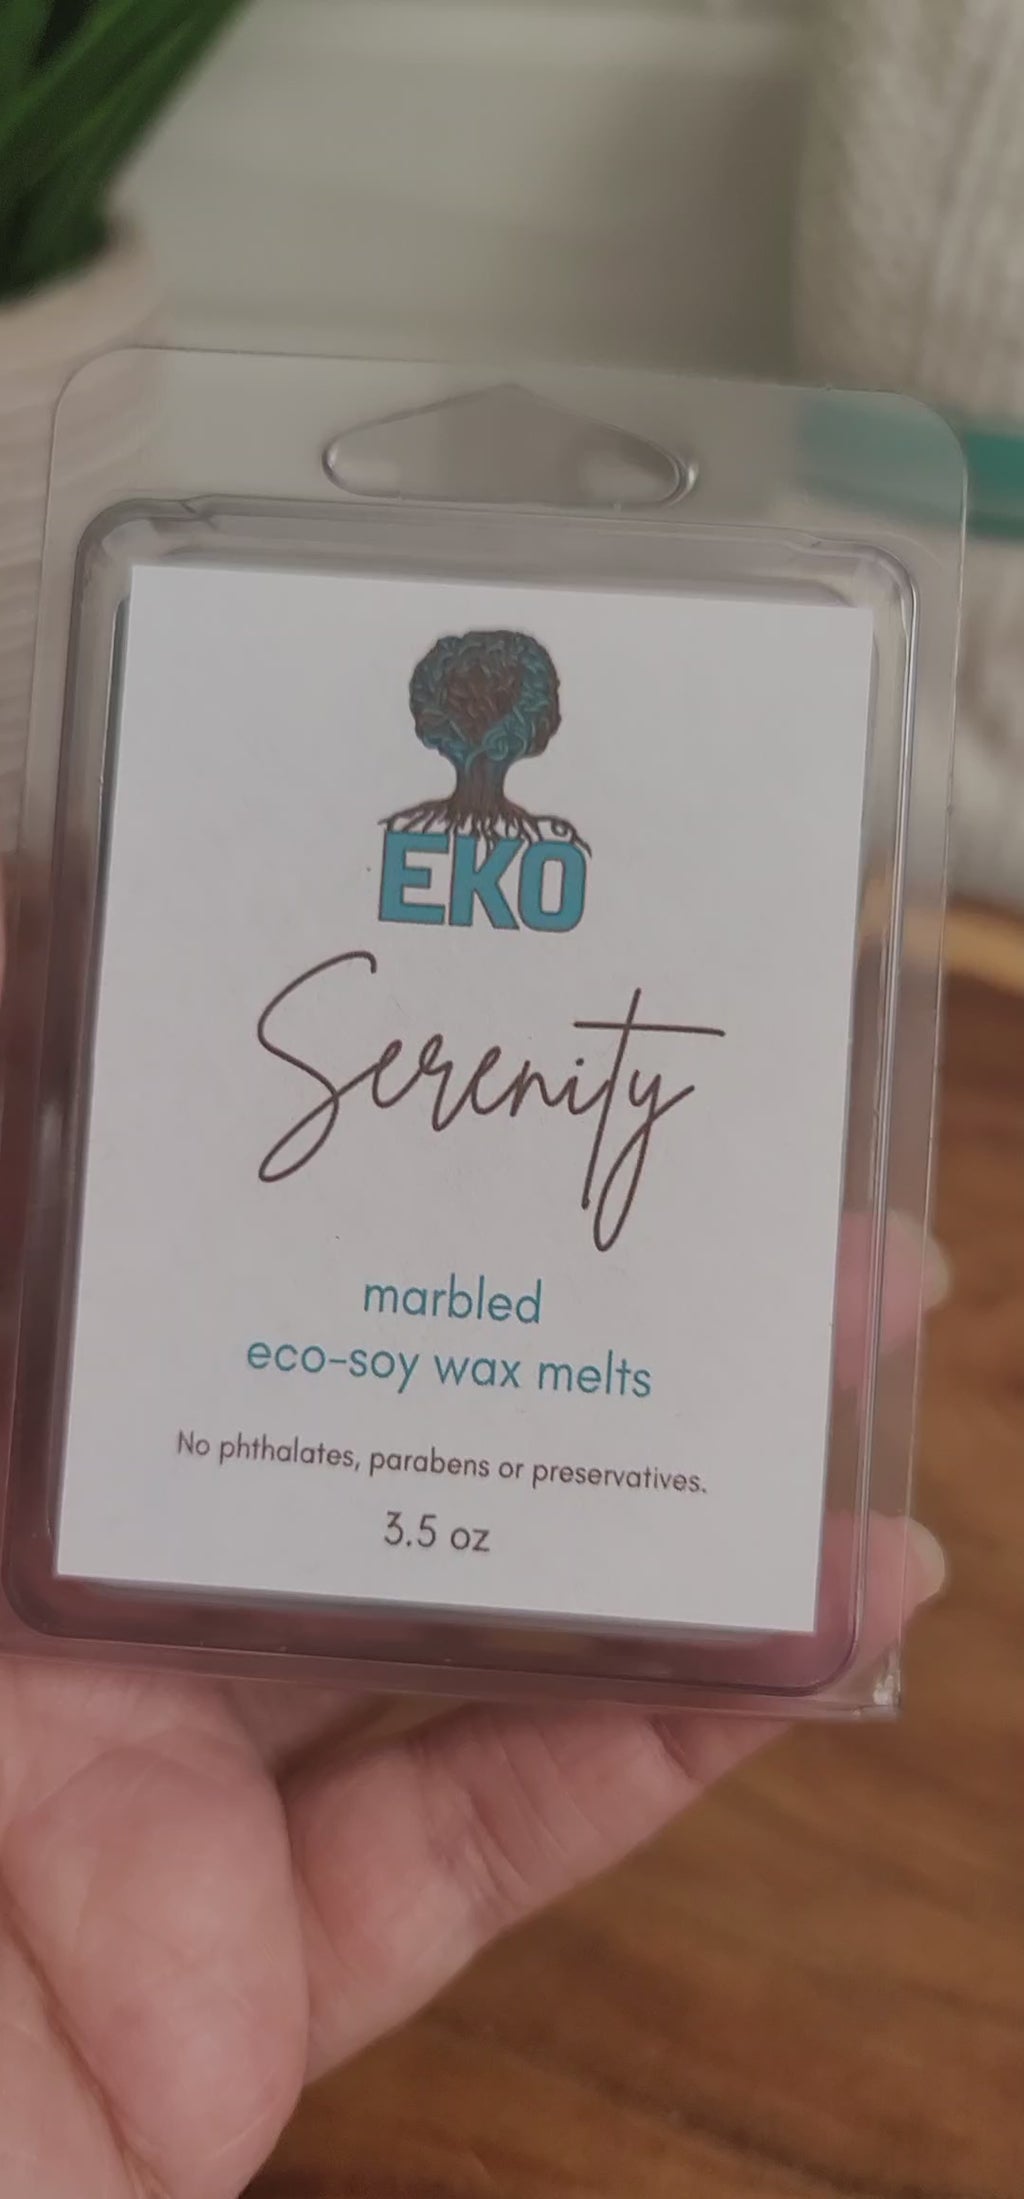 EKO
Serenity
marbled
eco-soy wax melts
No phthalates, parabens or preservatives.
3.5 oz